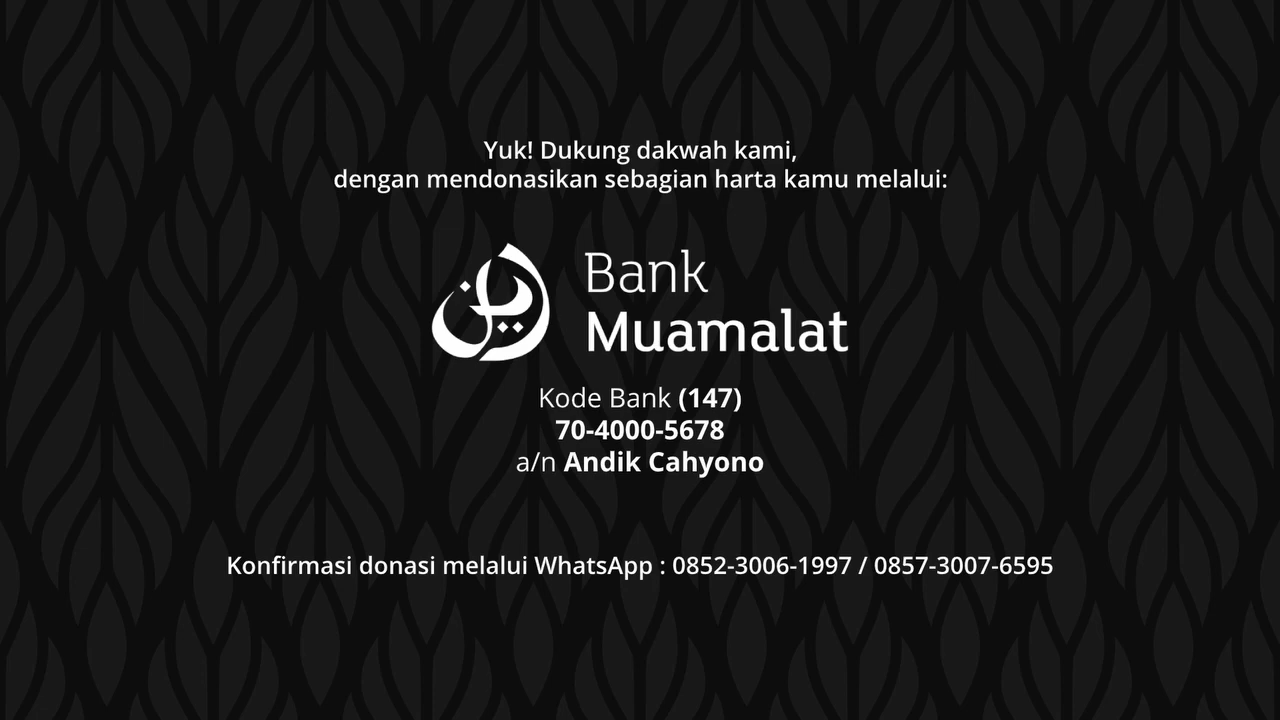 Yuk! Dukung dakwah kami,
dengan mendonasikan sebagian harta kamu melalui:
Bank
Muamalat
Kode Bank (147)
70-4000-5678
a/n Andik Cahyono
Konfirmasi donasi melalui WhatsApp : 0852-3006-1997 / 0857-3007-6595